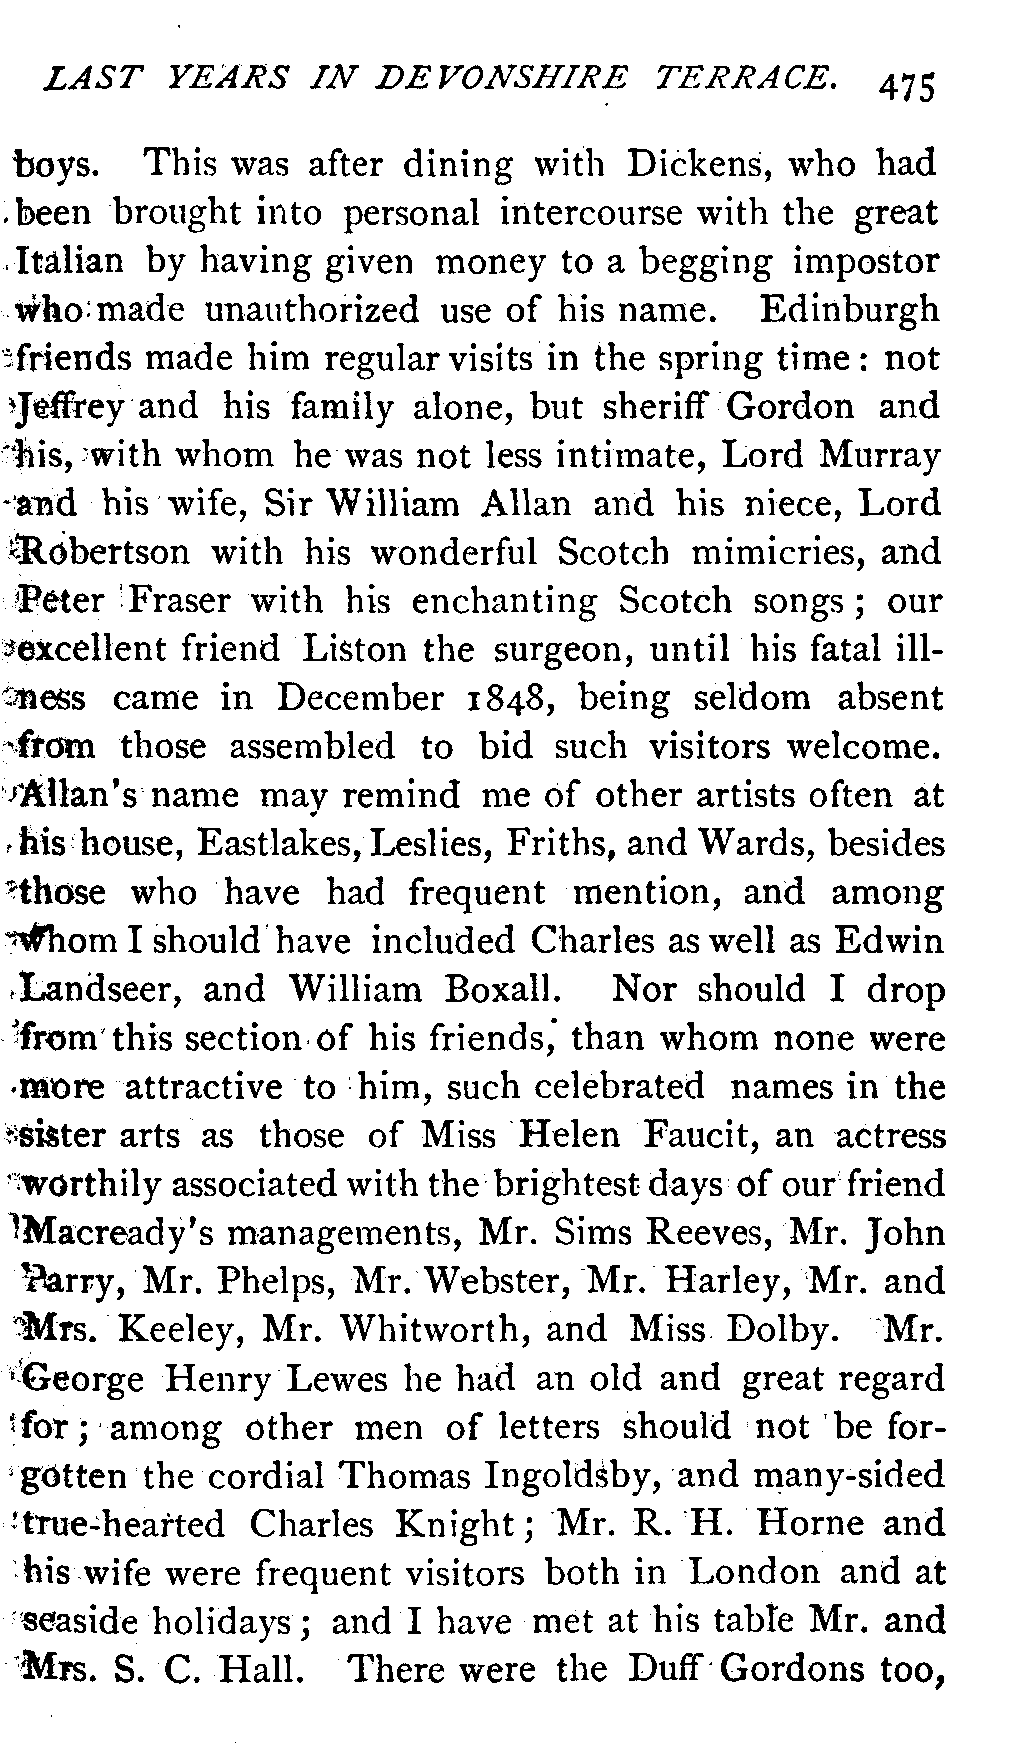 LAST YEARS IN DEVONSHIRE TERRACE. 475
boys. This was after dining with Dickens, who had
been brought into personal intercourse with the great
Italian by having given money to a begging impostor
who made unauthorized use of his name. Edinburgh
friends made him regular visits in the spring time: not
Jeffrey and his family alone, but sheriff Gordon and
his, with whom he was not less intimate, Lord Murray
and his wife, Sir William Allan and his niece, Lord
Robertson with his wonderful Scotch mimicries, and
Peter Fraser with his enchanting Scotch songs; our
excellent friend Liston the surgeon, until his fatal ill-
ness came in December 1848, being seldom absent
from those assembled to bid such visitors welcome.
Allan's name may remind me of other artists often at
his house, Eastlakes, Leslies, Friths, and Wards, besides
those who have had frequent mention, and among
whom I should have included Charles as well as Edwin
Landseer, and William Boxall. Nor should I drop
from this section of his friends, than whom none were
more attractive to him, such celebrated names in the
sister arts as those of Miss Helen Faucit, an actress
worthily associated with the brightest days of our friend
Macready's managements, Mr. Sims Reeves, Mr. John
Parry, Mr. Phelps, Mr. Webster, Mr. Harley, Mr. and
Mrs. Keeley, Mr. Whitworth, and Miss Dolby. Mr.
George Henry Lewes he had an old and great regard
for; among other men of letters should not be for-
gotten the cordial Thomas Ingoldsby, and many-sided
true-hearted Charles Knight; Mr. R. H. Horne and
his wife were frequent visitors both in London and at
seaside holidays; and I have met at his table Mr. and
Mrs. S. C. Hall. There were the Duff Gordons too,